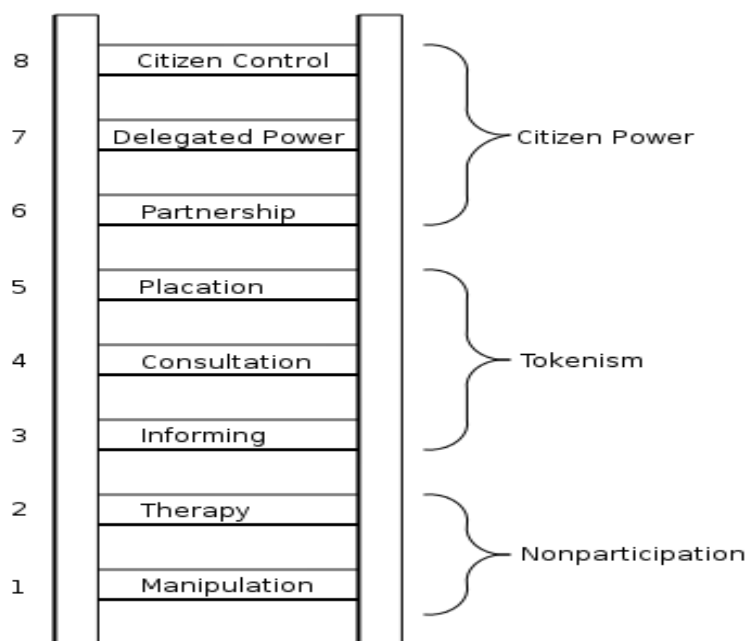 8 Citizen Control
7 Delegated Power
Citizen Power
6 Partnership
5 Placation
4 Consultation
Tokenism
3 Informing
2 Therapy
Nonparticipation
1 Manipulation